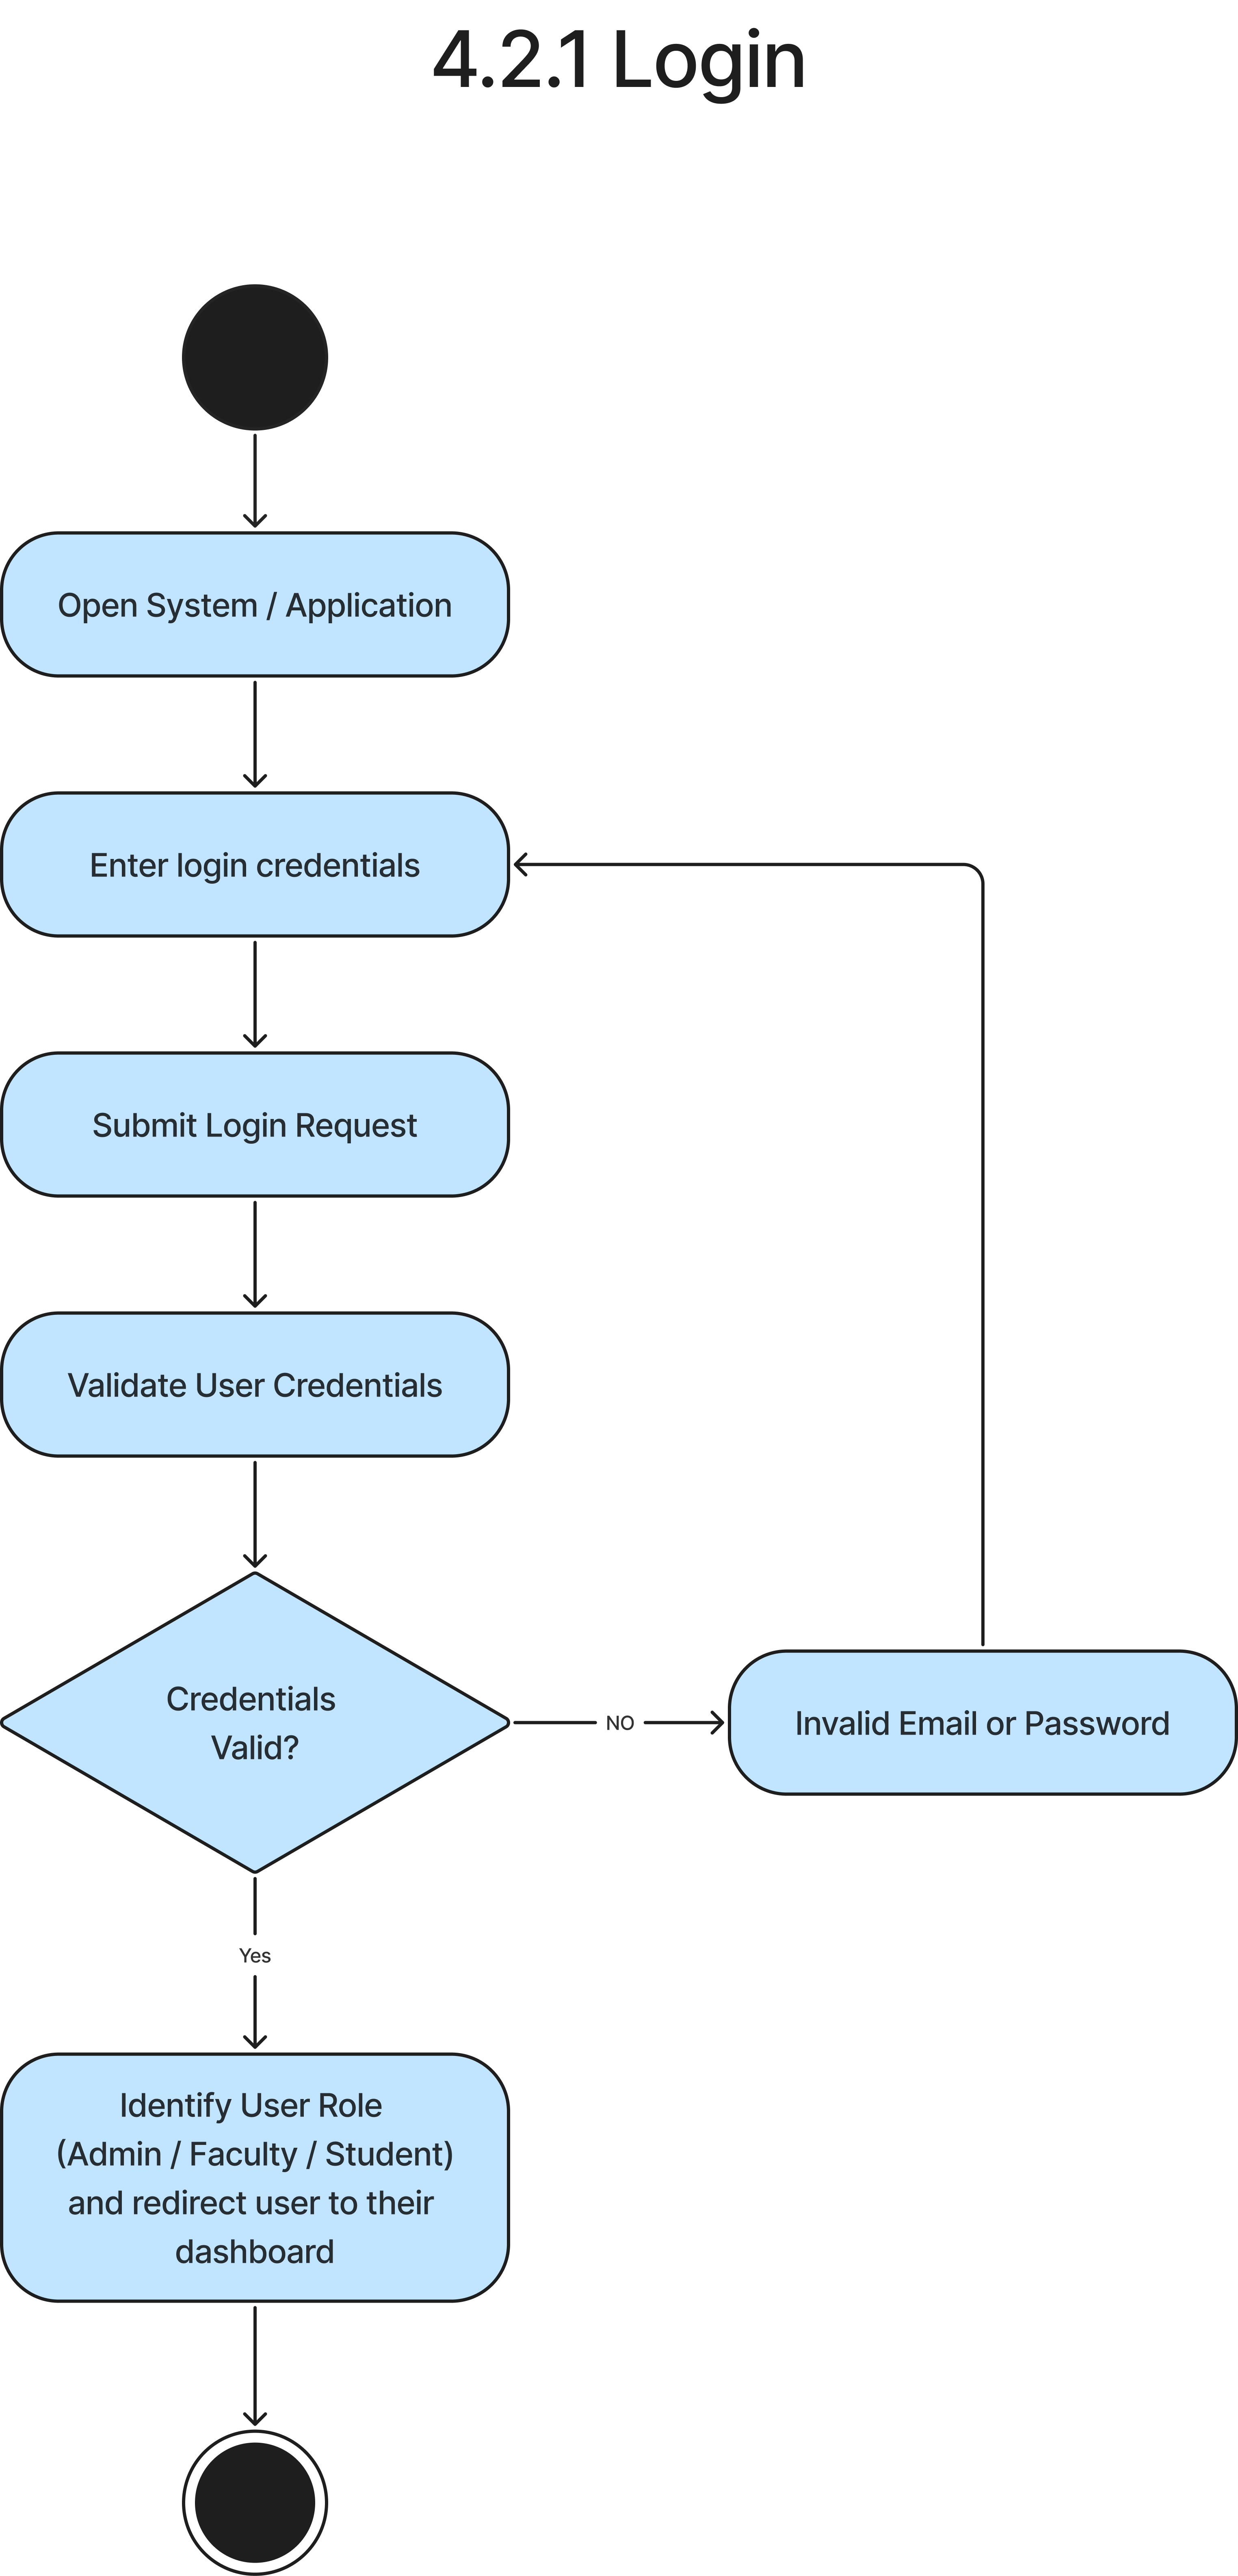 4.2.1 Login
Open System / Application
Enter login credentials
Submit Login Request
Validate User Credentials
Credentials
Valid?
NO
Invalid Email or Password
Yes
Identify User Role
(Admin / Faculty / Student)
and redirect user to their
dashboard